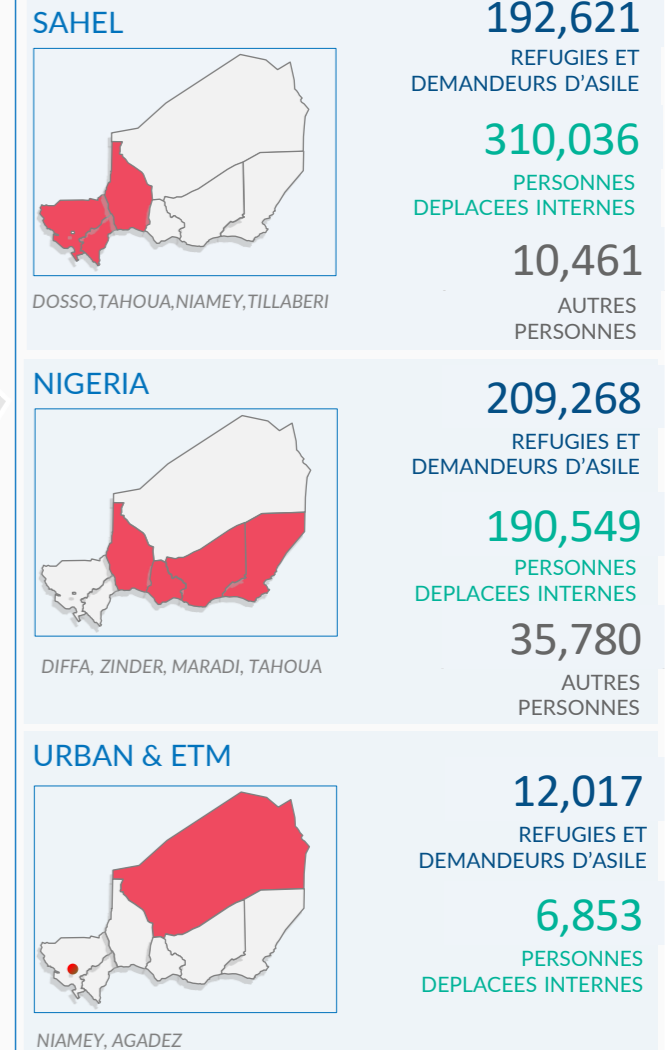 SAHEL
192,621
REFUGIES ET
DEMANDEURS D'ASILE
310,036
PERSONNES
DEPLACEES INTERNES
10,461
AUTRES
PERSONNES
DOSSO,TAHOUA,NIAMEY,TILLABERI
NIGERIA
209,268
REFUGIES ET
DEMANDEURS D'ASILE
190,549
PERSONNES
DEPLACEES INTERNES
35,780
AUTRES
PERSONNES
DIFFA, ZINDER, MARADI, TAHOUA
URBAN & ETM
12,017
REFUGIES ET
DEMANDEURS D'ASILE
6,853
PERSONNES
DEPLACEES INTERNES
NIAMEY, AGADEZ